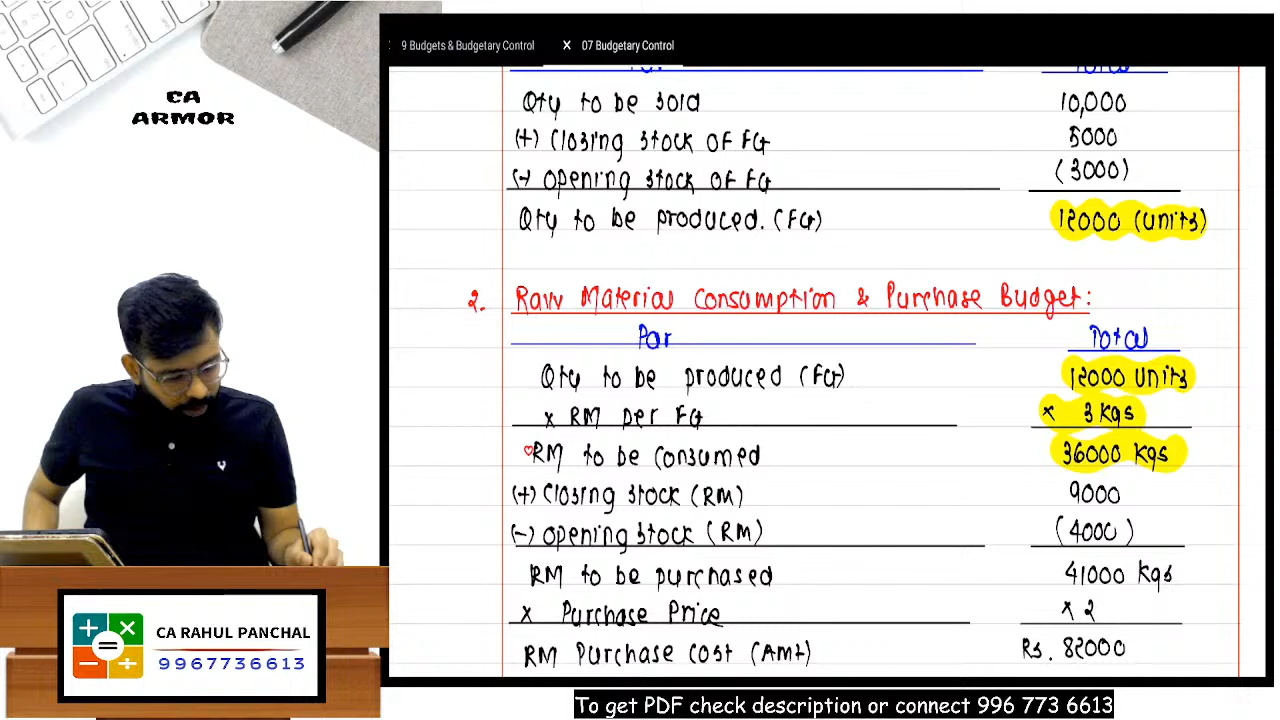 9 Budgets & Budgetary Control
X 07 Budgetary Control
CA
ARMOR
Total
Qty to be sold 10,000
(+) Closing stock of FG 5000
(-) Opening stock of FG (3000)
Qty to be produced. (FG) 12000 (Units)
2. Raw Material Consumption & Purchase Budget:
Par Total
Qty to be produced (FG) 12000 Units
x RM per FG x 3 Kgs
RM to be consumed 36000 Kgs
(+) Closing stock (RM) 9000
(-) Opening stock (RM) (4000)
RM to be purchased 41000 Kgs
x Purchase Price x 2
RM Purchase cost (Amt) Rs. 82000
CA RAHUL PANCHAL
9967736613
To get PDF check description or connect 996 773 6613